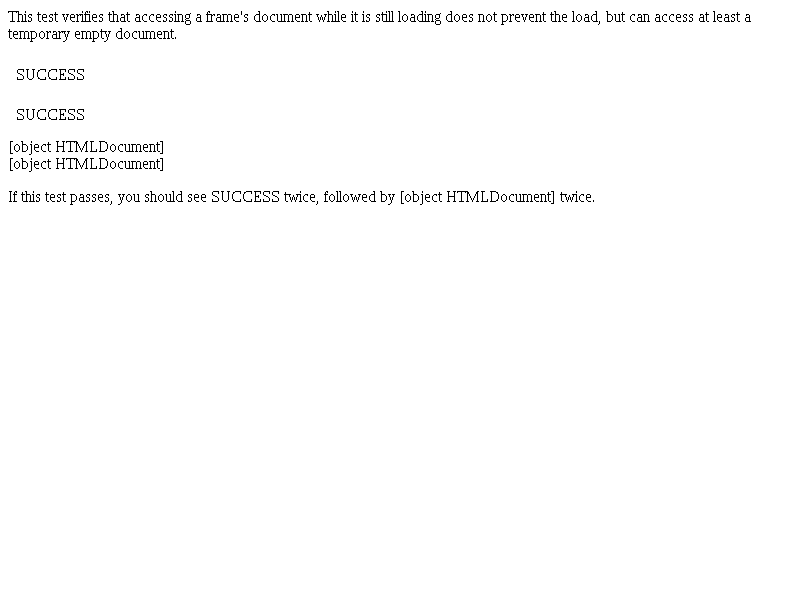 This test verifies that accessing a frame's document while it is still loading does not prevent the load, but can access at least a
temporary empty document.
SUCCESS
SUCCESS
[object HTMLDocument]
[object HTMLDocument]
If this test passes, you should see SUCCESS twice, followed by [object HTMLDocument] twice.